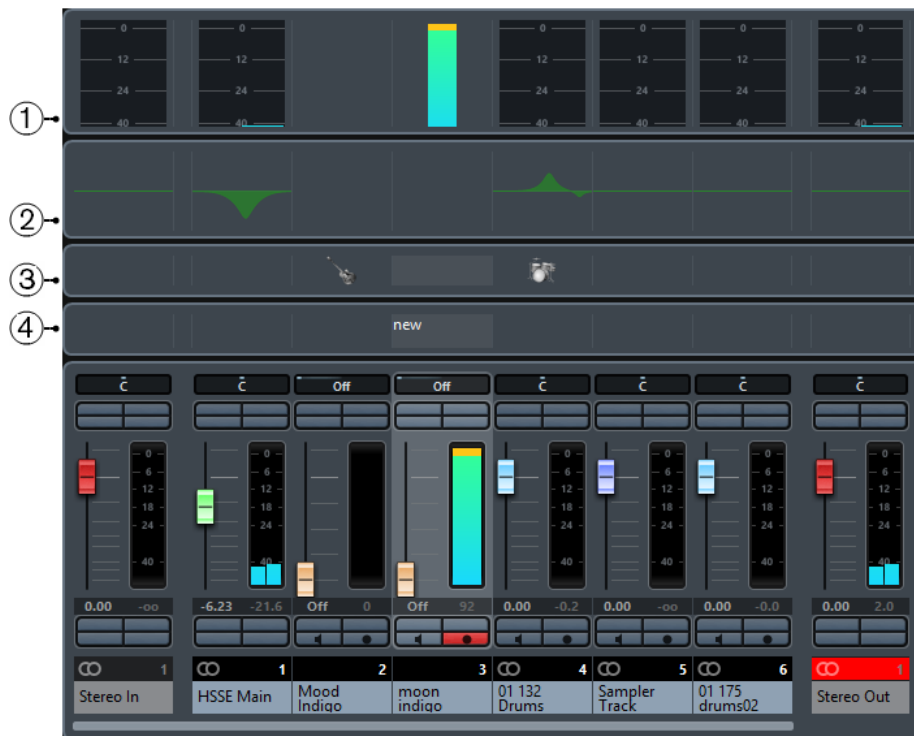 0 0 0 0 0 0
12 12 12 12 12 12
24 24 24 24 24 24
1 40 40 40 40 40 40
2
3
4 new
C C Off Off C C C C
0 0 0 0 0 0
6 6 6 6 6 6
12 12 12 12 12 12
18 18 18 18 18 18
24 24 24 24 24 24
40 40 40 40 40 40
0.00 -oo -6.23 -21.6 Off 0 Off 92 0.00 -0.2 0.00 -oo 0.00 -0.0 0.00 2.0
1 1 2 3 4 5 6 1
Stereo In HSSE Main Mood Indigo moon indigo 01 132 Drums Sampler Track 01 175 drums02 Stereo Out